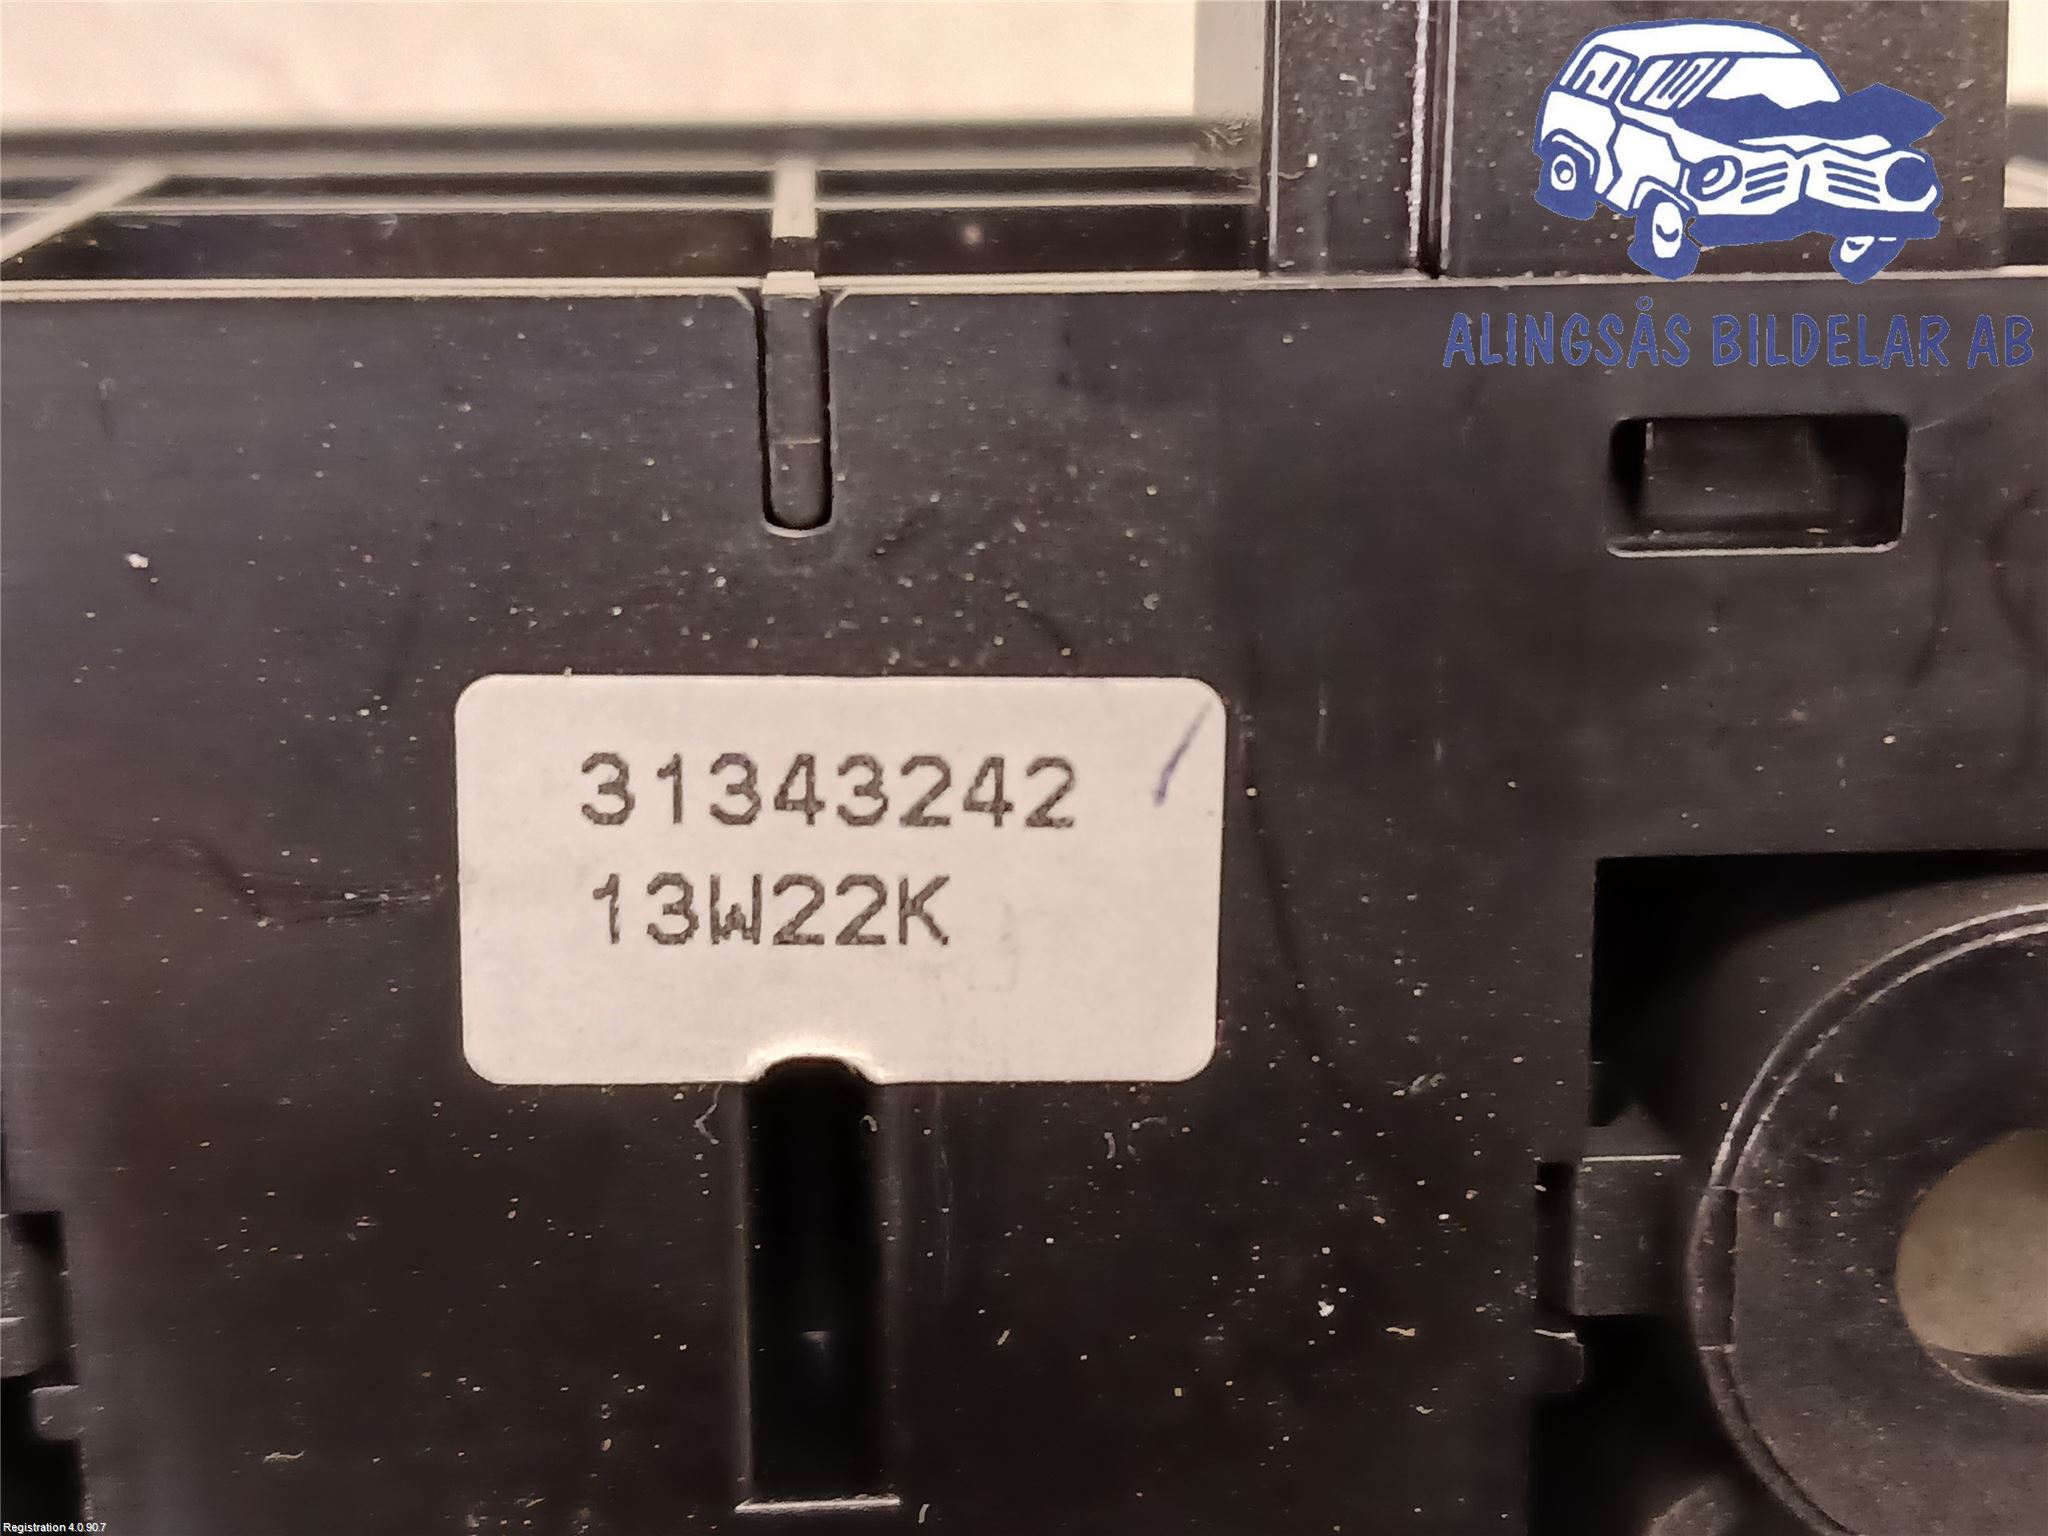 ALINGSÅS BILDELAR AB
31343242
13W22K
Registration 4.0.90.7